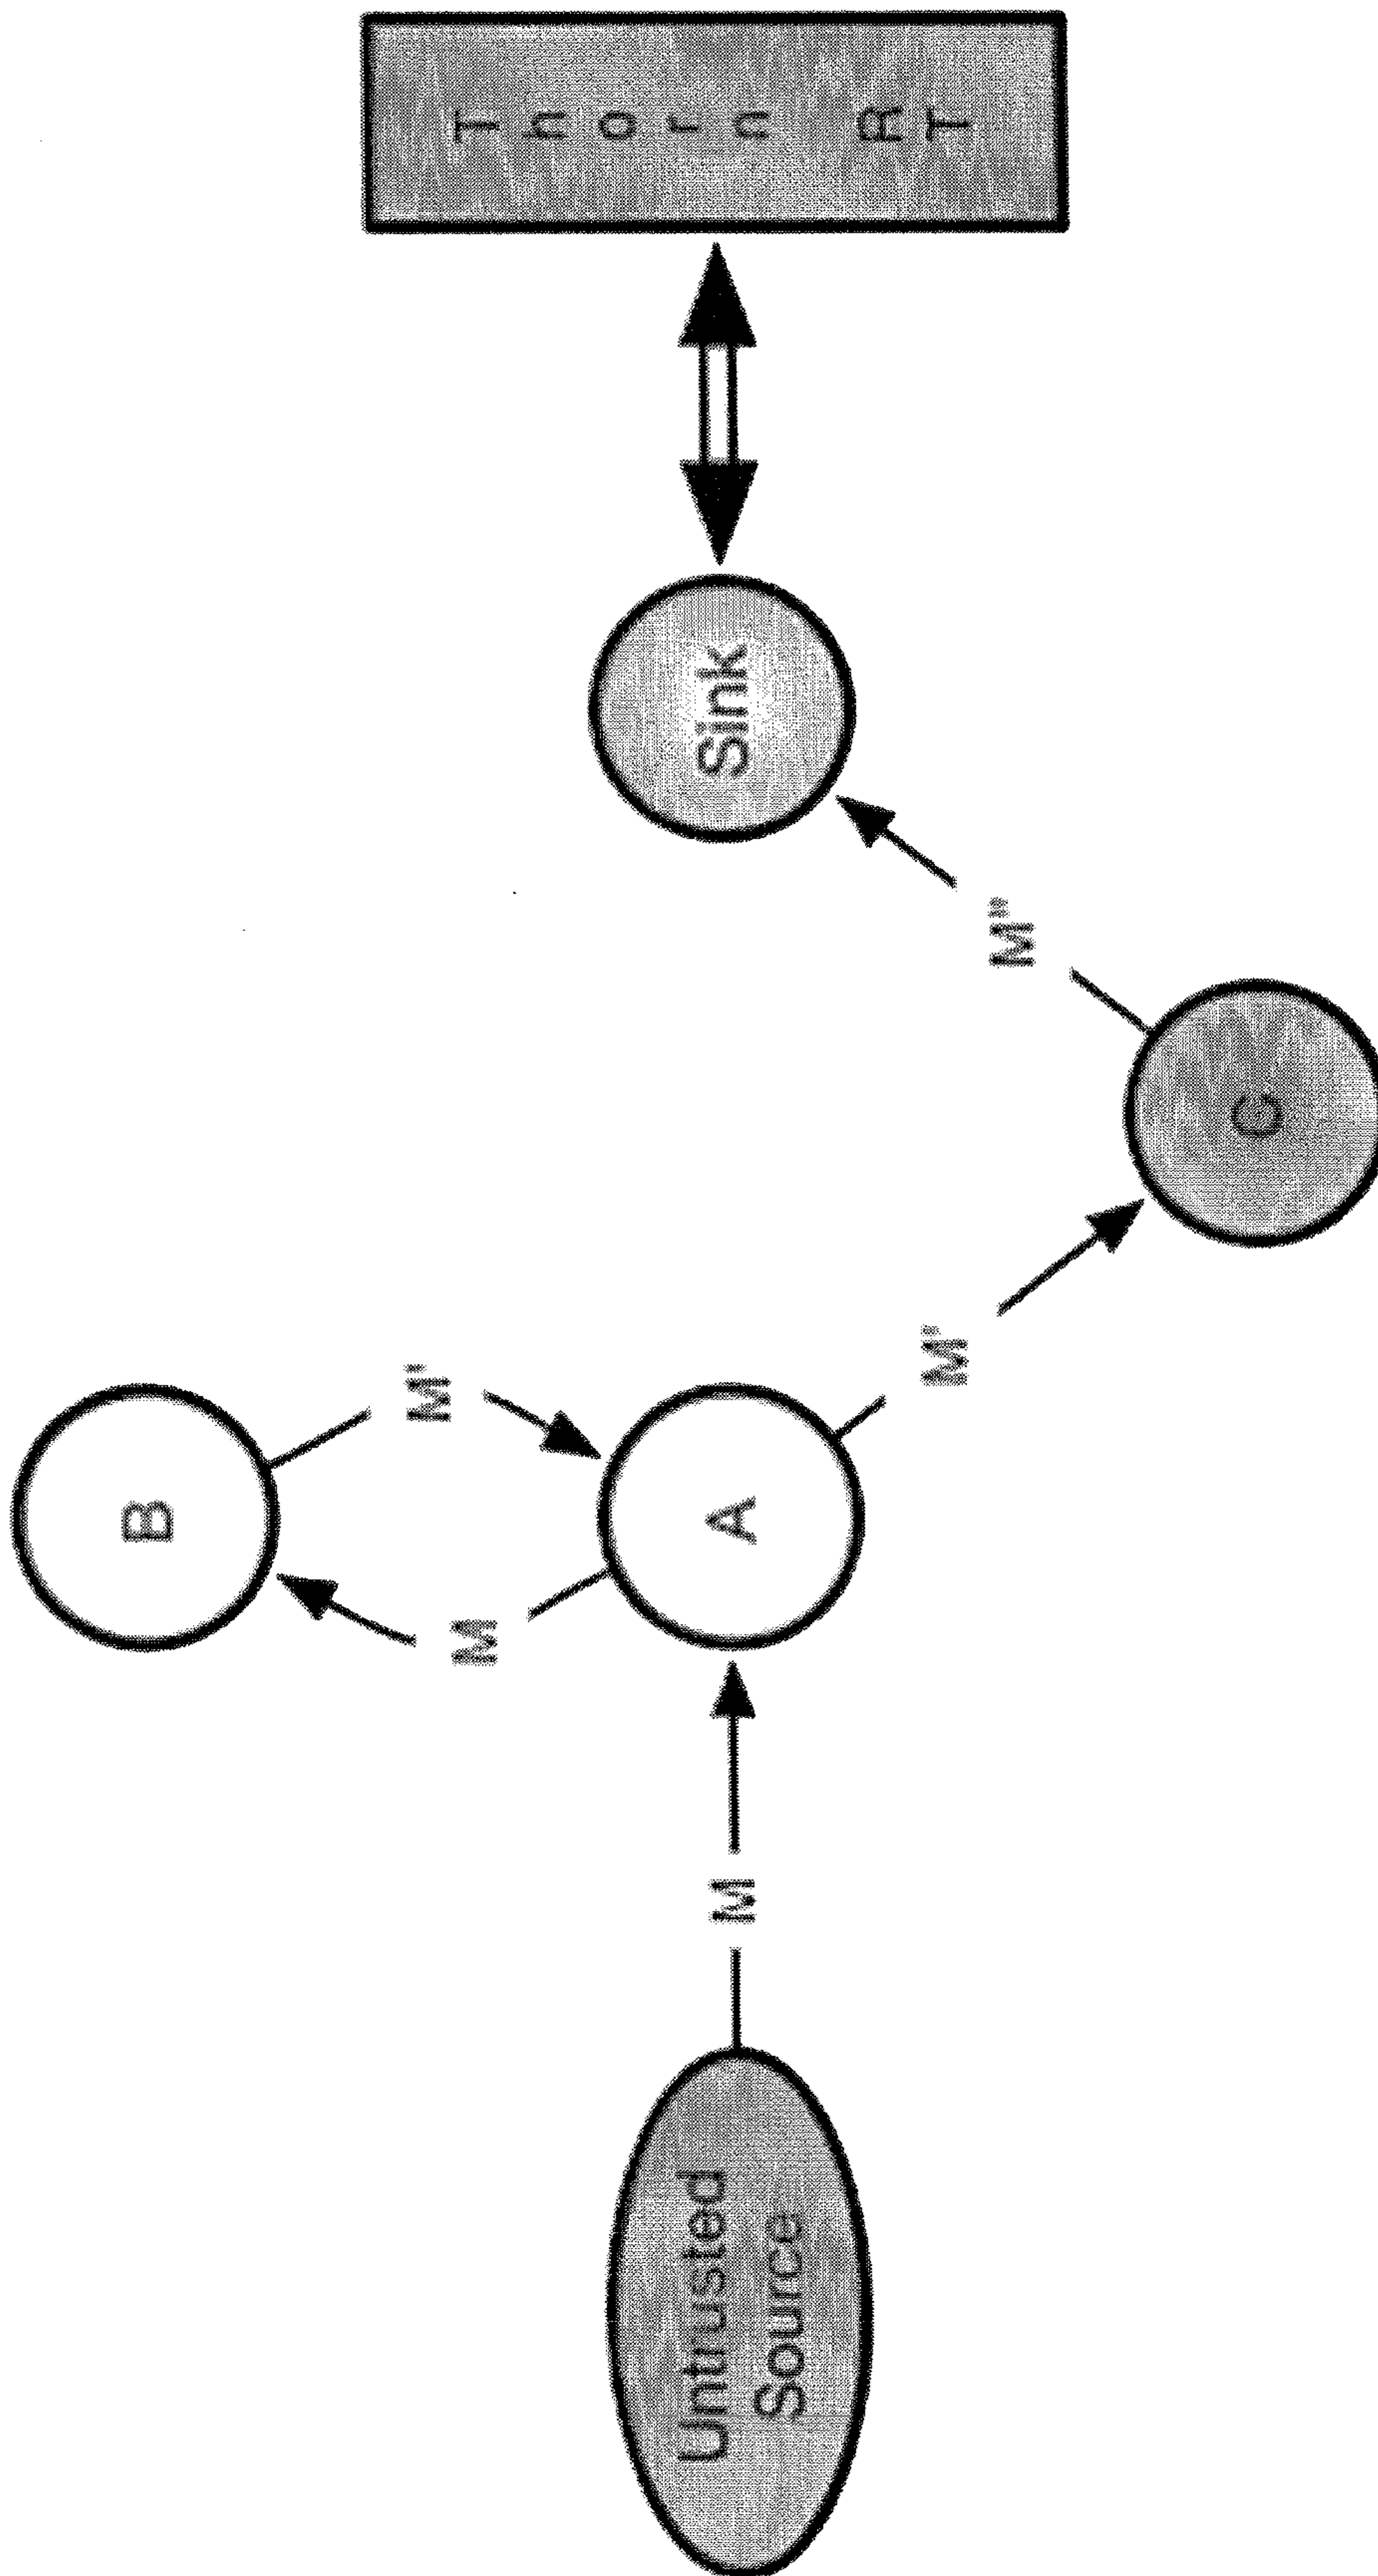 B
M
M'
Untrusted
Source
M
A
Sink
Thorn RT
M'
M"
C